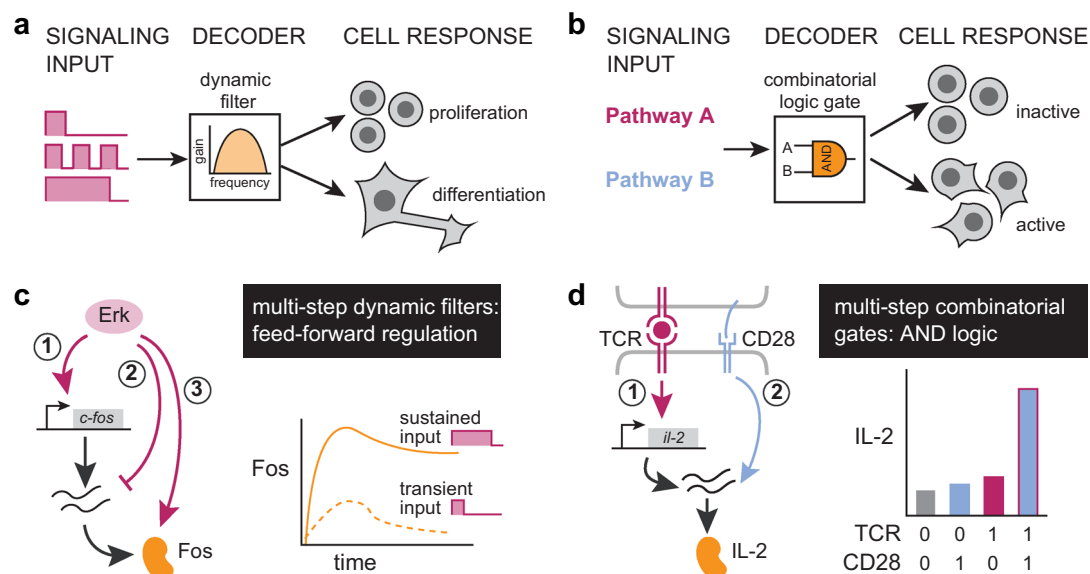 a
SIGNALING
INPUT
DECODER
CELL RESPONSE
dynamic
filter
gain
frequency
proliferation
differentiation
b
SIGNALING
INPUT
DECODER
CELL RESPONSE
Pathway A
Pathway B
combinatorial
logic gate
A
B
AND
inactive
active
c
Erk
1
2
3
c-fos
Fos
multi-step dynamic filters:
feed-forward regulation
Fos
sustained
input
transient
input
time
d
TCR
CD28
1
2
il-2
IL-2
multi-step combinatorial
gates: AND logic
IL-2
TCR 0 0 1 1
CD28 0 1 0 1